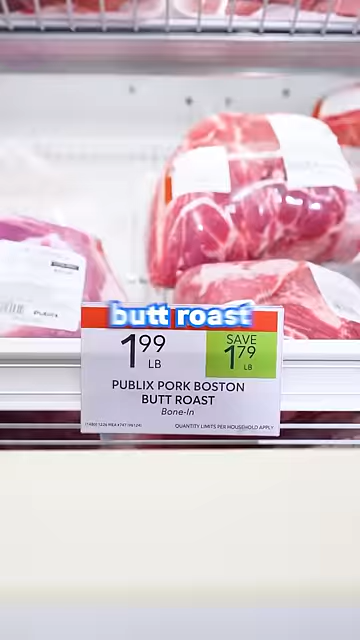 butt roast
1 99 LB
SAVE
1 79 LB
PUBLIX PORK BOSTON
BUTT ROAST
Bone-In
QUANTITY LIMITS PER HOUSEHOLD APPLY
Publix